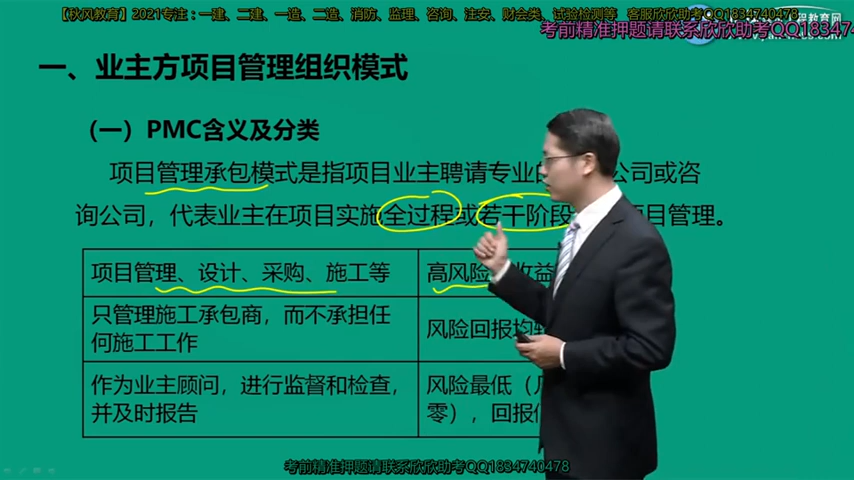 【秋风教育】2021专注:一建、二建、一造、二造、消防、监理、咨询、注安、财会类、试验检测等 客服欣欣助考QQ1834740478
考前精准押题请联系欣欣助考QQ18347
一、业主方项目管理组织模式
（一）PMC含义及分类
项目管理承包模式是指项目业主聘请专业 公司或咨
询公司，代表业主在项目实施全过程或若干阶段 项目管理。
项目管理、设计、采购、施工等 高风险 收益
只管理施工承包商，而不承担任 风险回报均
何施工工作
作为业主顾问，进行监督和检查， 风险最低（
并及时报告 零），回报
考前精准押题请联系欣欣助考QQ1834740478